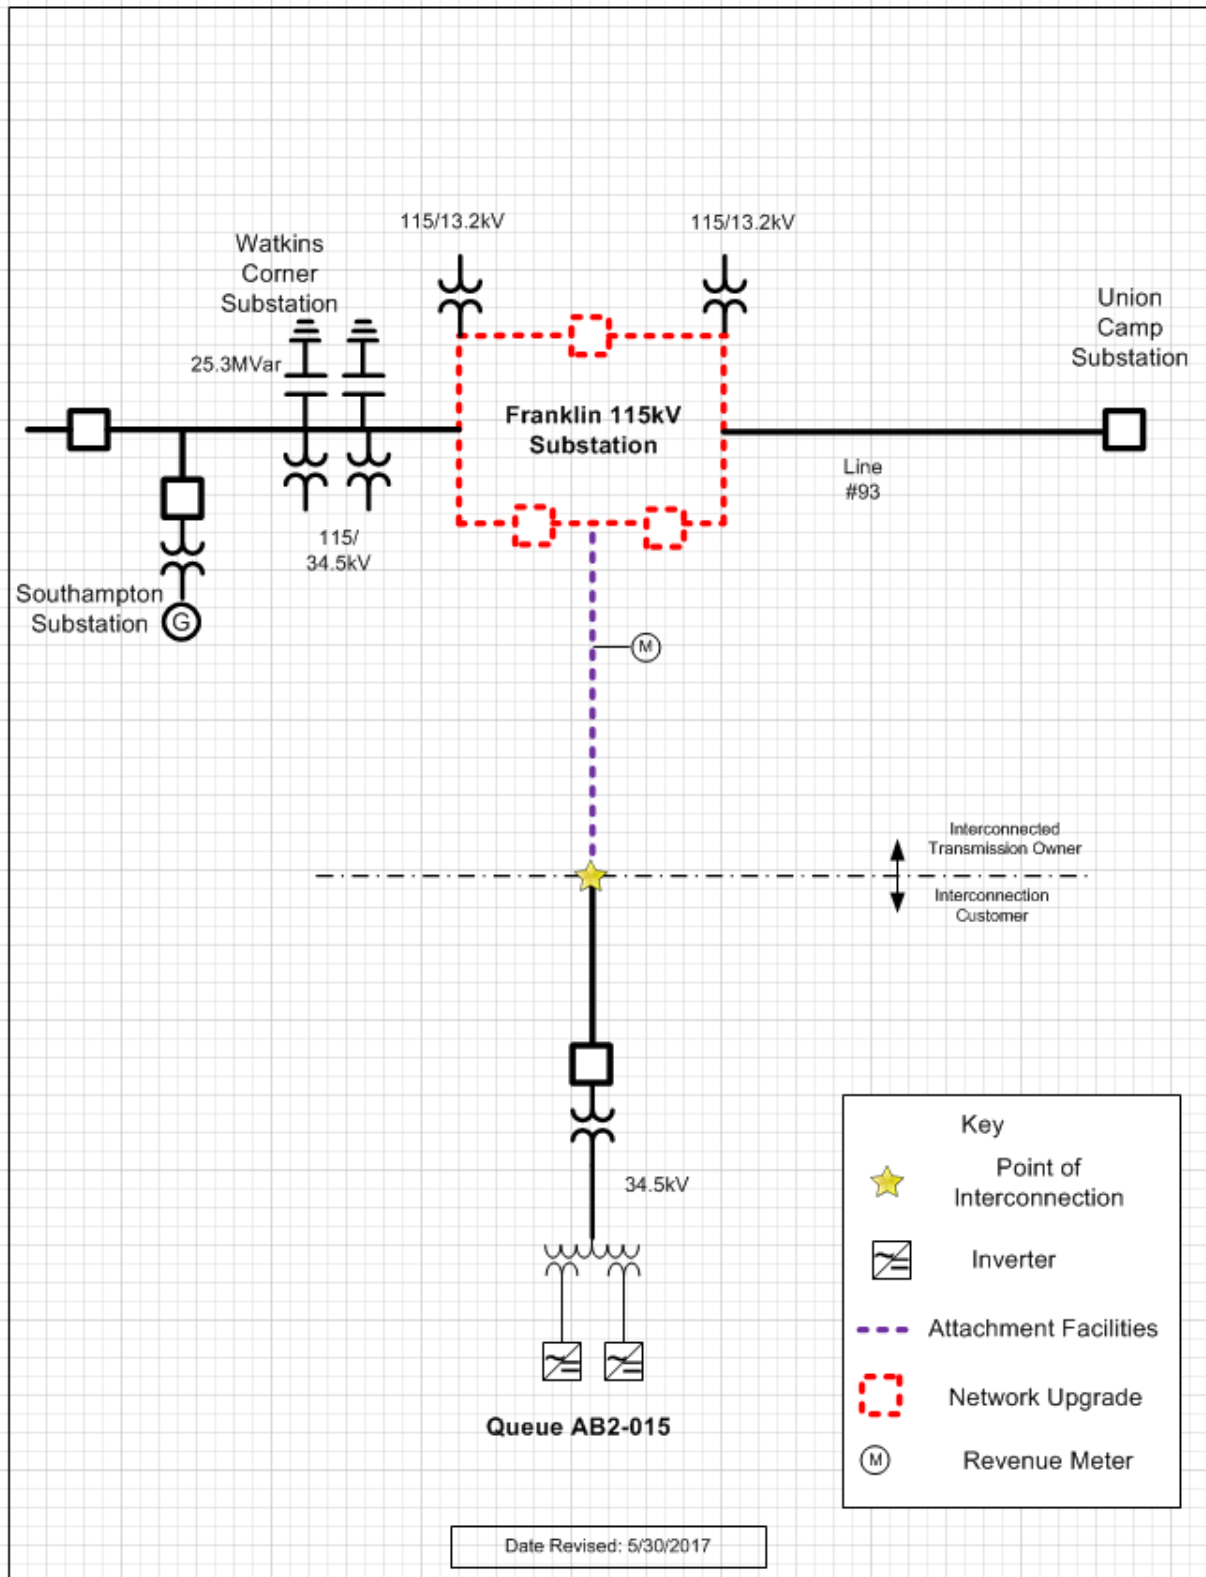 115/13.2kV
115/13.2kV
Watkins
Corner
Substation
25.3MVar
Union
Camp
Substation
Franklin 115kV
Substation
Line
#93
115/
34.5kV
Southampton
Substation
G
M
Interconnected
Transmission Owner
Interconnection
Customer
34.5kV
Queue AB2-015
Key
Point of
Interconnection
Inverter
Attachment Facilities
Network Upgrade
M
Revenue Meter
Date Revised: 5/30/2017